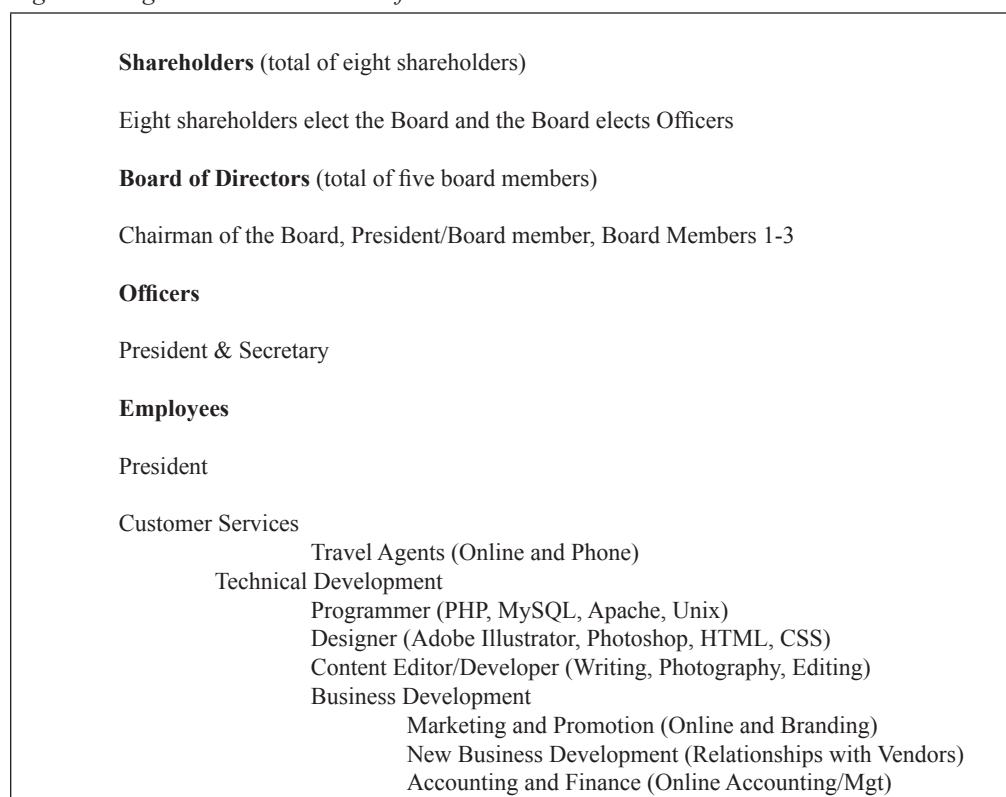 Shareholders (total of eight shareholders)
Eight shareholders elect the Board and the Board elects Officers
Board of Directors (total of five board members)
Chairman of the Board, President/Board member, Board Members 1-3
Officers
President & Secretary
Employees
President
Customer Services
Travel Agents (Online and Phone)
Technical Development
Programmer (PHP, MySQL, Apache, Unix)
Designer (Adobe Illustrator, Photoshop, HTML, CSS)
Content Editor/Developer (Writing, Photography, Editing)
Business Development
Marketing and Promotion (Online and Branding)
New Business Development (Relationships with Vendors)
Accounting and Finance (Online Accounting/Mgt)